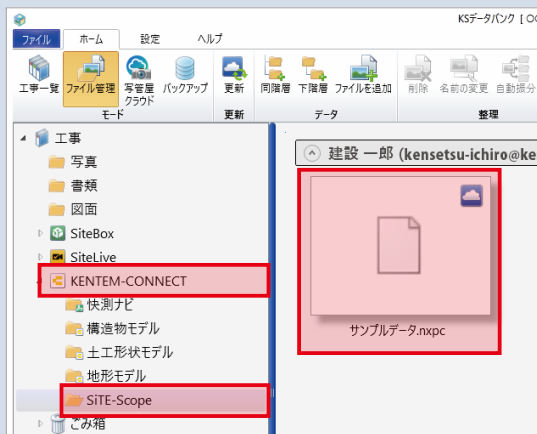 KSデータバンク [
ファイル ホーム 設定 ヘルプ
工事一覧 ファイル管理 写管屋クラウド バックアップ 更新 同階層 下階層 ファイルを追加 削除 名前の変更 自動振分
モード 更新 データ 整理
工事
写真
書類
図面
SiteBox
SiteLive
KENTEM-CONNECT
快測ナビ
構造物モデル
土工形状モデル
地形モデル
SiTE-Scope
ごみ箱
建設 一郎 (kensetsu-ichiro@ke
サンプルデータ.nxpc